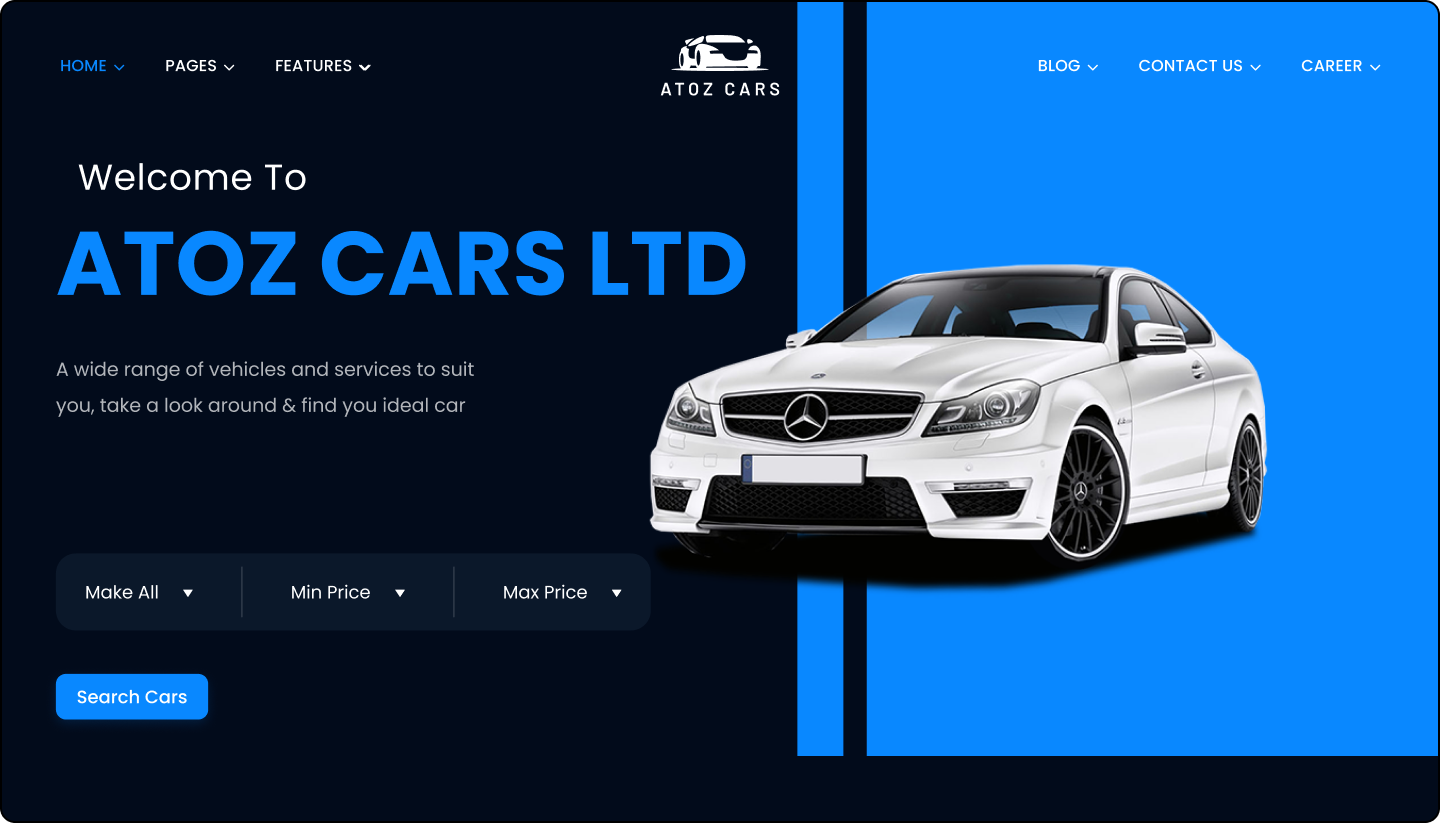 HOME
PAGES
FEATURES
ATOZ CARS
BLOG
CONTACT US
CAREER
Welcome To
ATOZ CARS LTD
A wide range of vehicles and services to suit
you, take a look around & find you ideal car
Make All
Min Price
Max Price
Search Cars